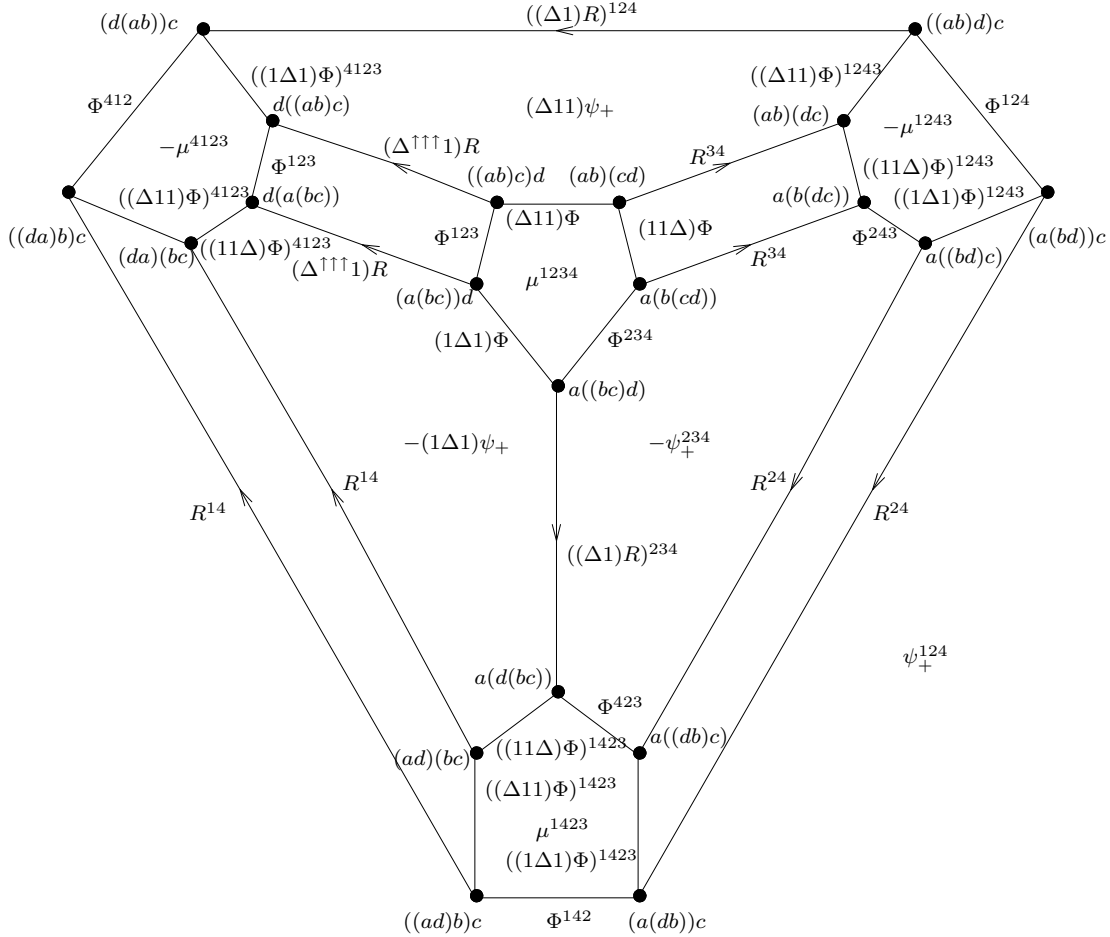 ((Δ1)R)^{124}
(d(ab))c
((ab)d)c
((1Δ1)Φ)^{4123}
((Δ11)Φ)^{1243}
Φ^{412}
d((ab)c)
(Δ11)ψ_+
(ab)(dc)
Φ^{124}
−μ^{4123}
−μ^{1243}
(Δ^{↑↑↑}1)R
R^{34}
Φ^{123}
((ab)c)d
(ab)(cd)
((11Δ)Φ)^{1243}
((Δ11)Φ)^{4123}
d(a(bc))
a(b(dc))
((1Δ1)Φ)^{1243}
(Δ11)Φ
(11Δ)Φ
Φ^{123}
Φ^{243}
((da)b)c
(da)(bc)
((11Δ)Φ)^{4123}
R^{34}
a((bd)c)
(a(bd))c
(Δ^{↑↑↑}1)R
μ^{1234}
(a(bc))d
a(b(cd))
(1Δ1)Φ
Φ^{234}
a((bc)d)
−(1Δ1)ψ_+
−ψ_+^{234}
R^{14}
R^{24}
R^{14}
R^{24}
((Δ1)R)^{234}
ψ_+^{124}
a(d(bc))
Φ^{423}
(ad)(bc)
((11Δ)Φ)^{1423}
a((db)c)
((Δ11)Φ)^{1423}
μ^{1423}
((1Δ1)Φ)^{1423}
((ad)b)c
Φ^{142}
(a(db))c